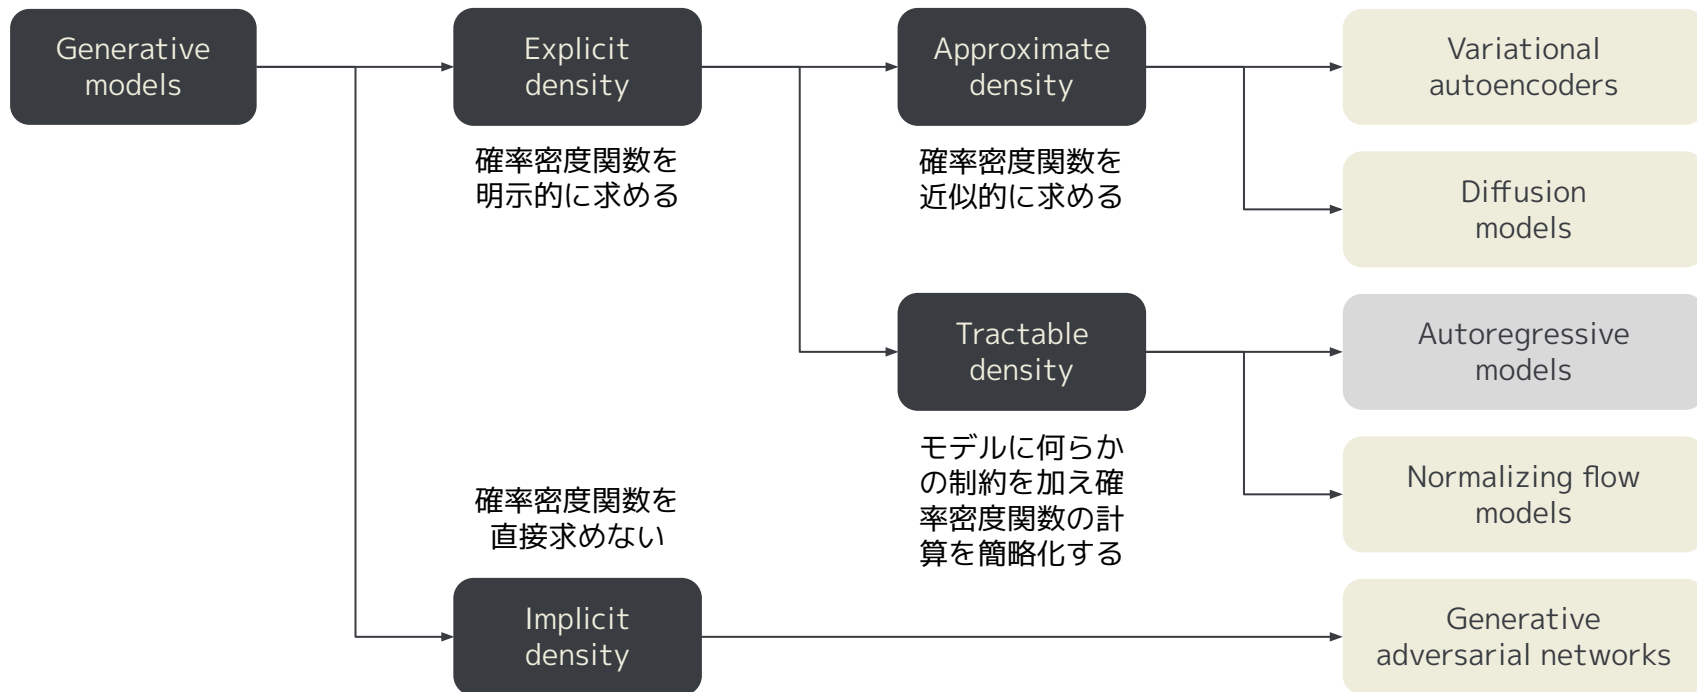 Generative
models
Explicit
density
確率密度関数を
明示的に求める
Approximate
density
確率密度関数を
近似的に求める
Variational
autoencoders
Diffusion
models
Tractable
density
モデルに何らか
の制約を加え確
率密度関数の計
算を簡略化する
Autoregressive
models
Normalizing flow
models
確率密度関数を
直接求めない
Implicit
density
Generative
adversarial networks